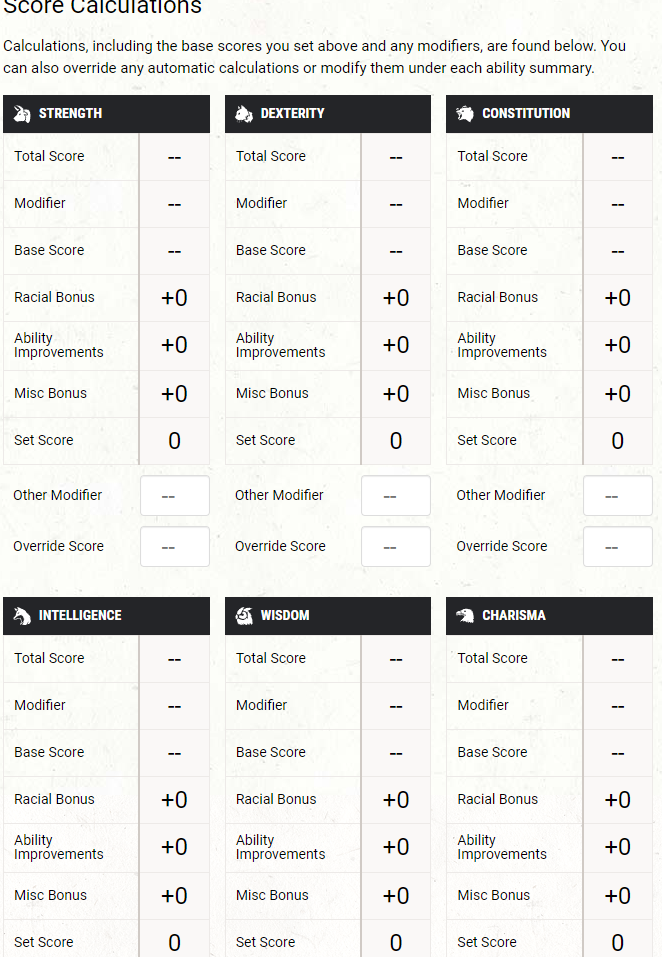 Score Calculations
Calculations, including the base scores you set above and any modifiers, are found below. You
can also override any automatic calculations or modify them under each ability summary.
STRENGTH
Total Score --
Modifier --
Base Score --
Racial Bonus +0
Ability
Improvements +0
Misc Bonus +0
Set Score 0
Other Modifier --
Override Score --
DEXTERITY
Total Score --
Modifier --
Base Score --
Racial Bonus +0
Ability
Improvements +0
Misc Bonus +0
Set Score 0
Other Modifier --
Override Score --
CONSTITUTION
Total Score --
Modifier --
Base Score --
Racial Bonus +0
Ability
Improvements +0
Misc Bonus +0
Set Score 0
Other Modifier --
Override Score --
INTELLIGENCE
Total Score --
Modifier --
Base Score --
Racial Bonus +0
Ability
Improvements +0
Misc Bonus +0
Set Score 0
WISDOM
Total Score --
Modifier --
Base Score --
Racial Bonus +0
Ability
Improvements +0
Misc Bonus +0
Set Score 0
CHARISMA
Total Score --
Modifier --
Base Score --
Racial Bonus +0
Ability
Improvements +0
Misc Bonus +0
Set Score 0